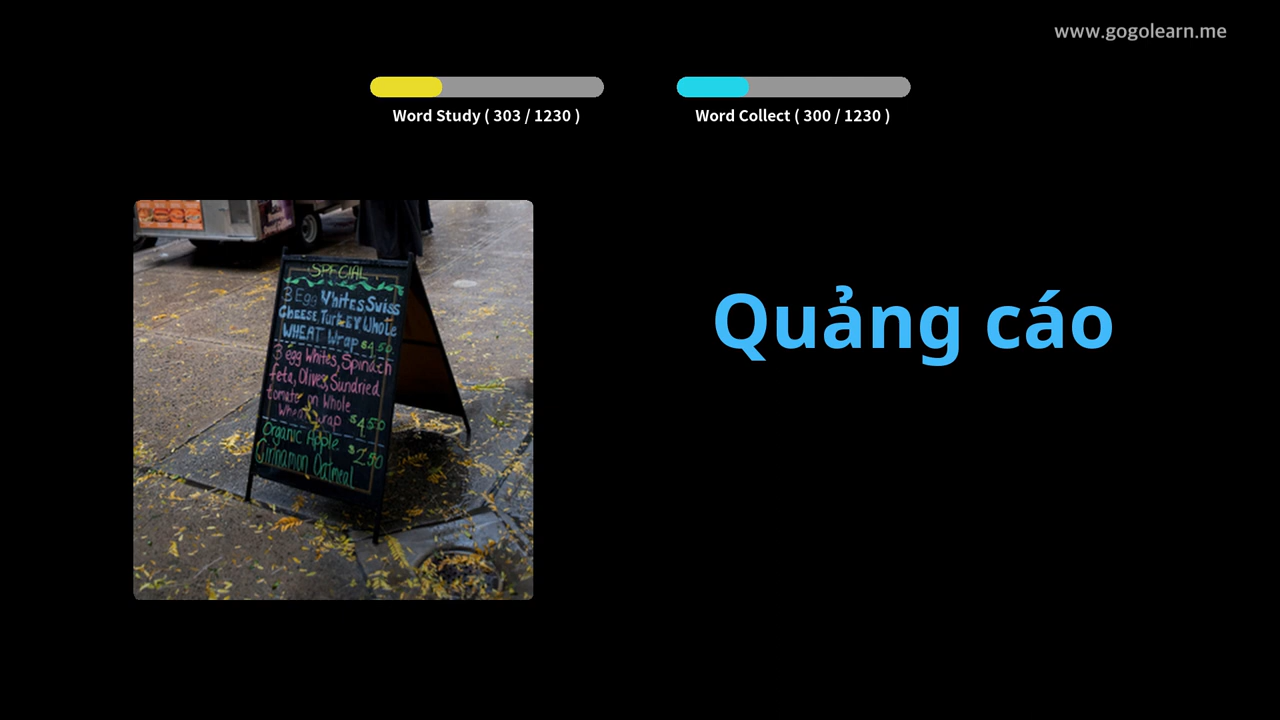 www.gogolearn.me
Word Study ( 303 / 1230 )
Word Collect ( 300 / 1230 )
SPECIAL
3 Egg Whites, Swiss
Cheese, Turkey Whole
WHEAT Wrap $4.50
3 egg Whites, Spinach
feta, Olives, Sundried
tomato on Whole
Wheat wrap $4.50
Organic Apple
Cinnamon Oatmeal $2.50
Quảng cáo